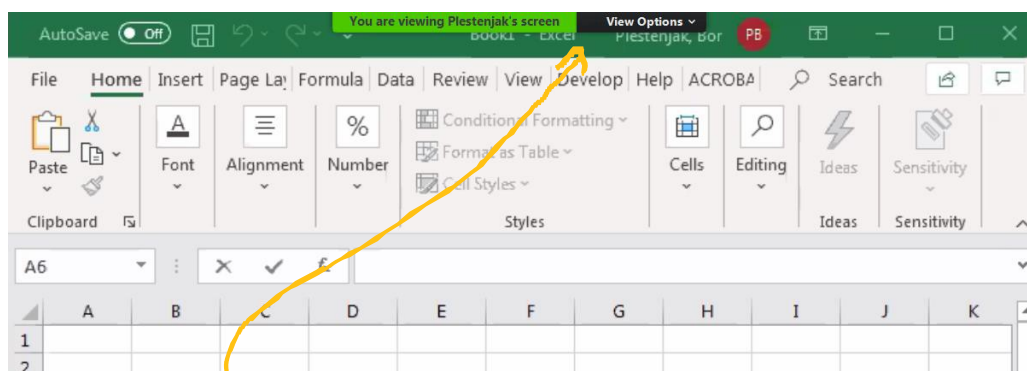 You are viewing Plestenjak's screen View Options
AutoSave Off Book1 - Excel Plestenjak, Bor PB
File Home Insert Page Lay Formula Data Review View Develop Help ACROBA Search
Conditional Formatting
Format as Table
Cell Styles
Paste Font Alignment Number Cells Editing Ideas Sensitivity
Clipboard Styles Ideas Sensitivity
A6
A B C D E F G H I J K
1
2